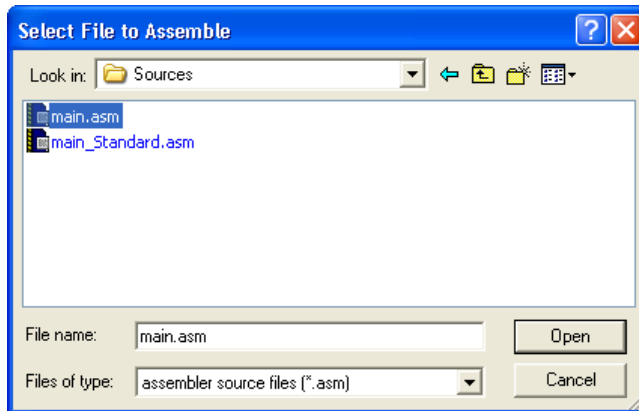 Select File to Assemble
Look in: Sources
main.asm
main_Standard.asm
File name: main.asm Open
Files of type: assembler source files (*.asm) Cancel